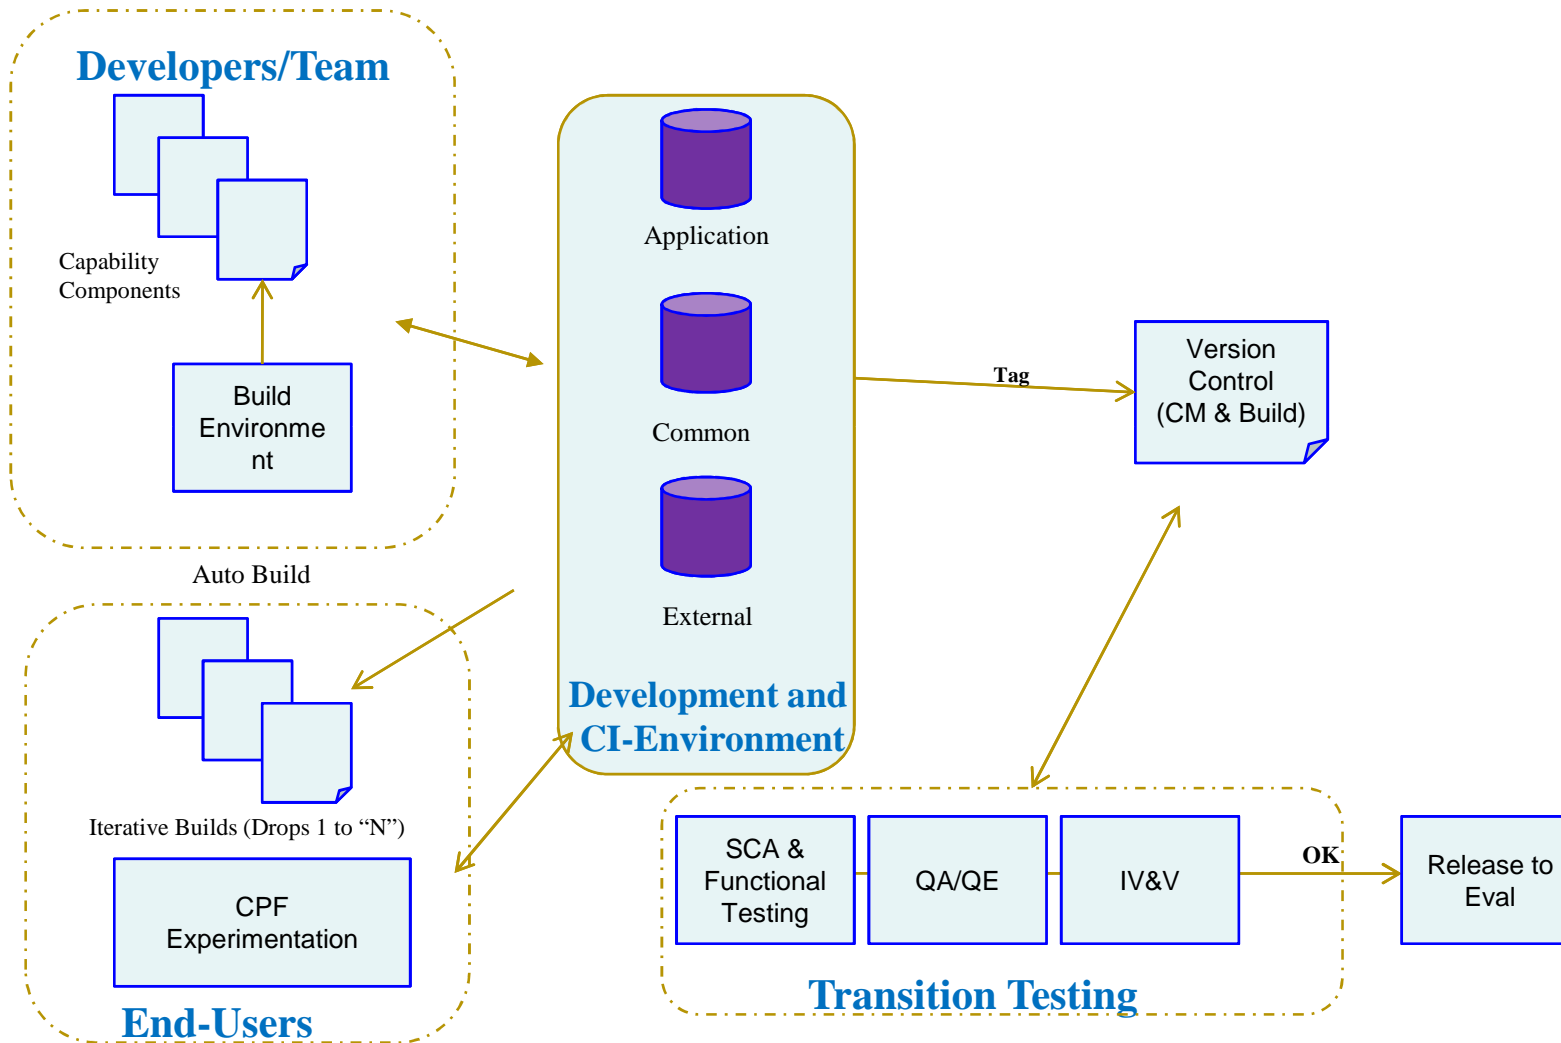 Developers/Team
Capability
Components
Build
Environme
nt
Auto Build
Iterative Builds (Drops 1 to “N”)
CPF
Experimentation
End-Users
Application
Common
External
Development and
CI-Environment
Tag
Version
Control
(CM & Build)
SCA &
Functional
Testing
QA/QE
IV&V
OK
Release to
Eval
Transition Testing